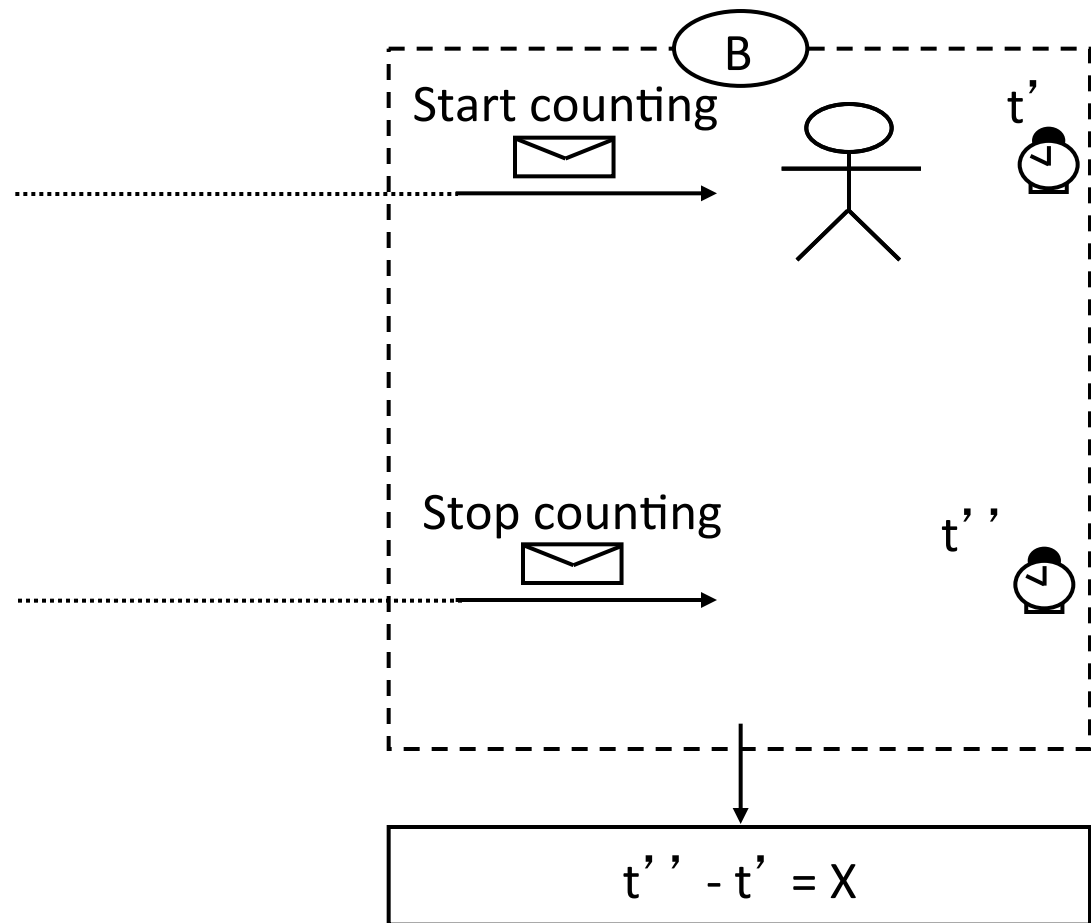 B
Start counting
t’
Stop counting
t’’
t’’ - t’ = X